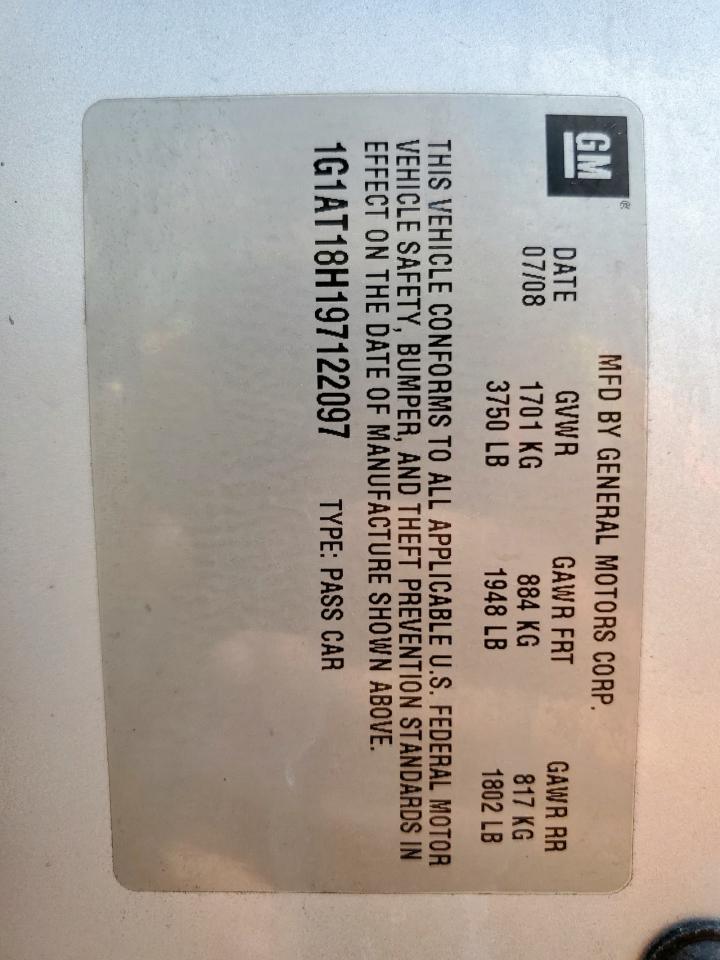 GM®
MFD BY GENERAL MOTORS CORP.
DATE GVWR GAWR FRT GAWR RR
07/08 1701 KG 884 KG 817 KG
3750 LB 1948 LB 1802 LB
THIS VEHICLE CONFORMS TO ALL APPLICABLE U.S. FEDERAL MOTOR
VEHICLE SAFETY, BUMPER, AND THEFT PREVENTION STANDARDS IN
EFFECT ON THE DATE OF MANUFACTURE SHOWN ABOVE.
1G1AT18H197122097 TYPE: PASS CAR